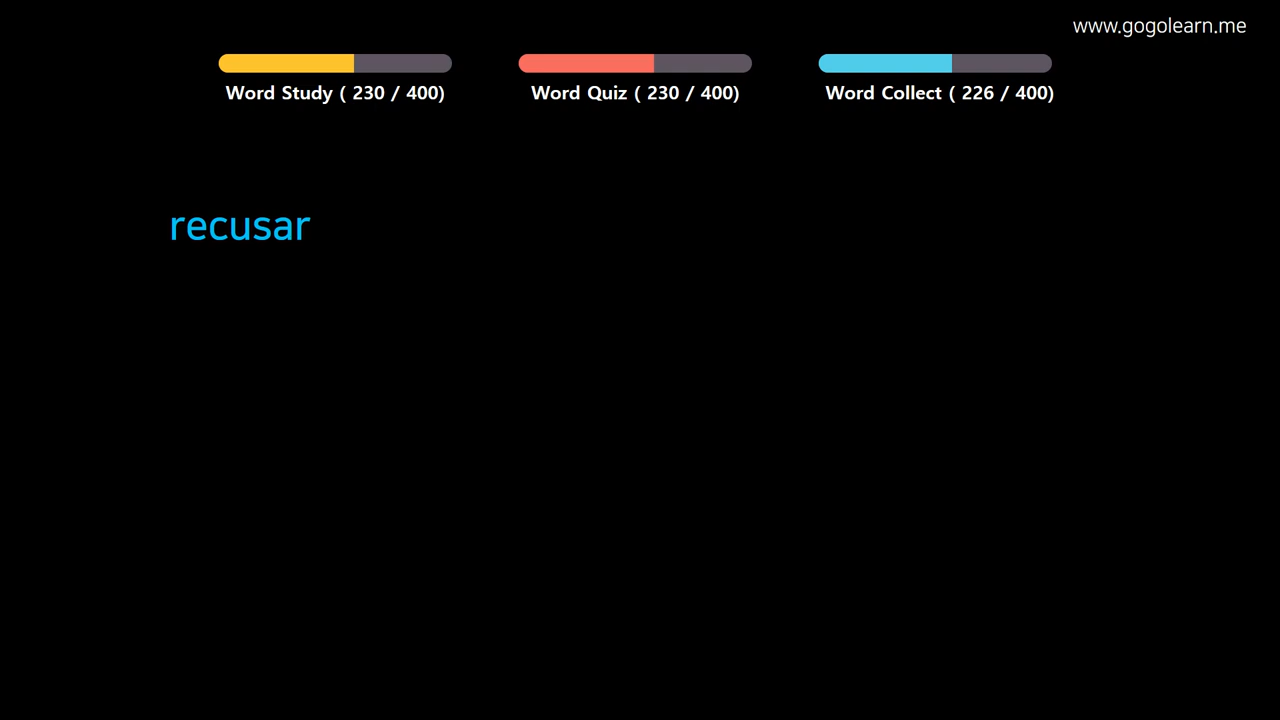 www.gogolearn.me
Word Study ( 230 / 400)
Word Quiz ( 230 / 400)
Word Collect ( 226 / 400)
recusar